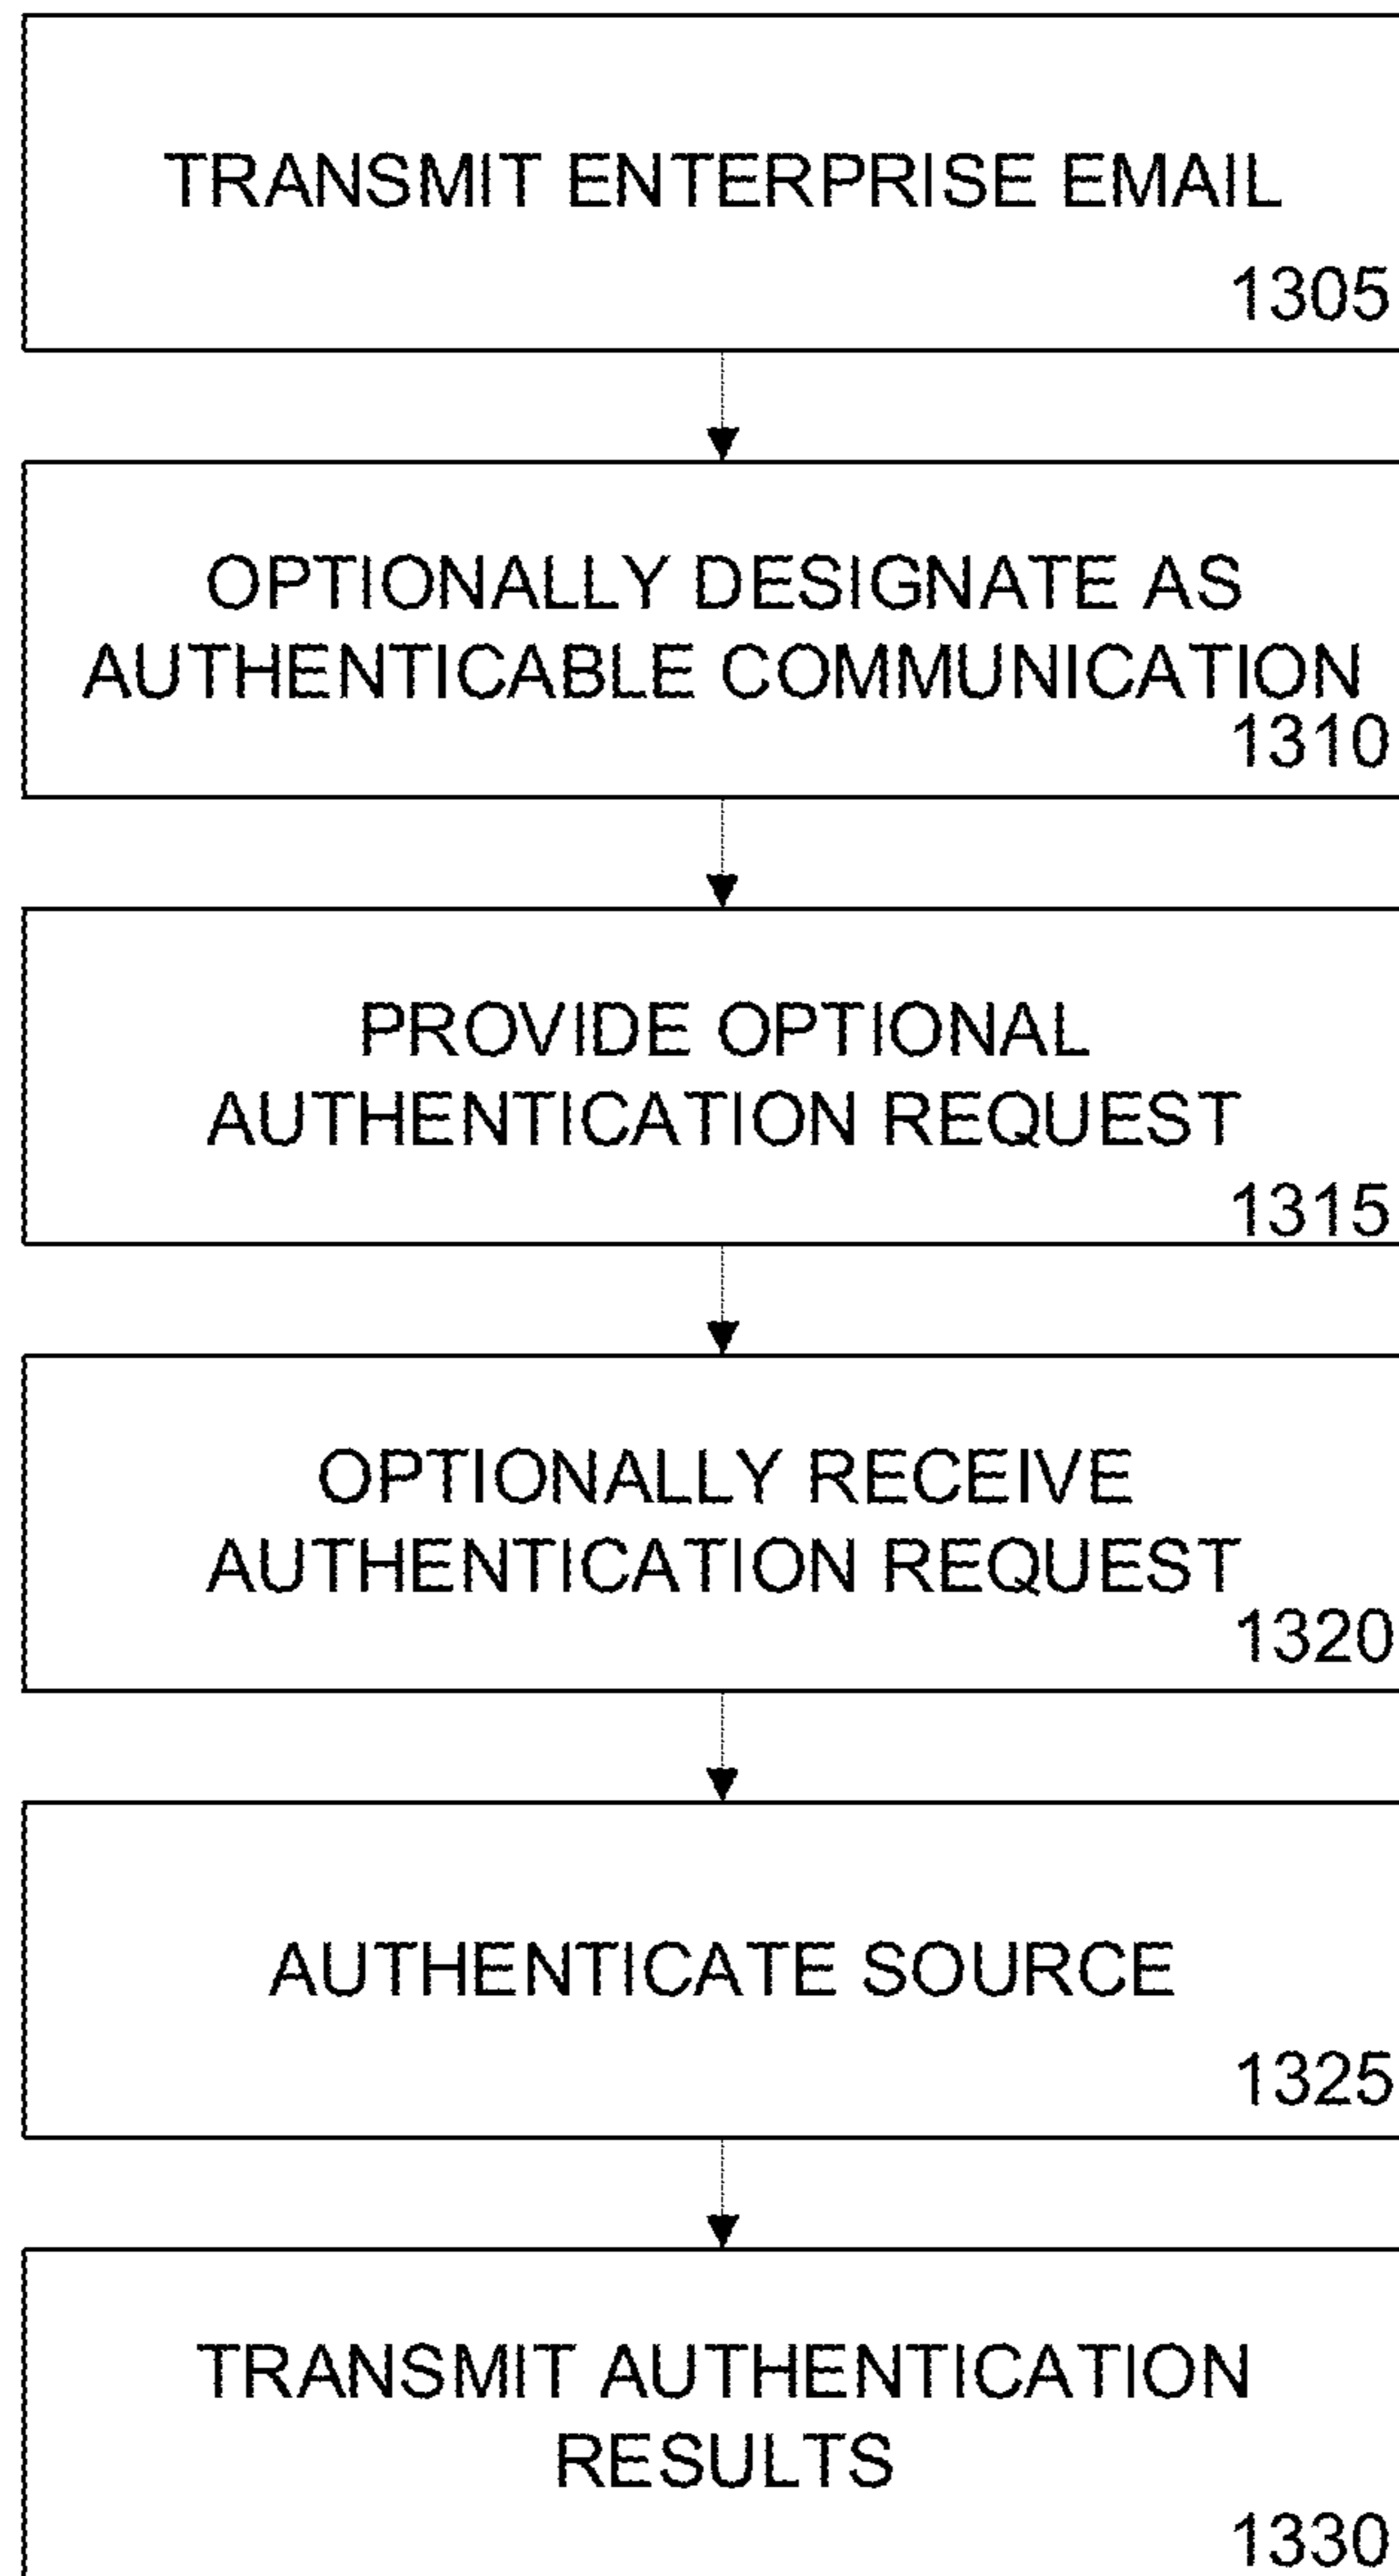 TRANSMIT ENTERPRISE EMAIL
1305
OPTIONALLY DESIGNATE AS
AUTHENTICABLE COMMUNICATION
1310
PROVIDE OPTIONAL
AUTHENTICATION REQUEST
1315
OPTIONALLY RECEIVE
AUTHENTICATION REQUEST
1320
AUTHENTICATE SOURCE
1325
TRANSMIT AUTHENTICATION
RESULTS
1330